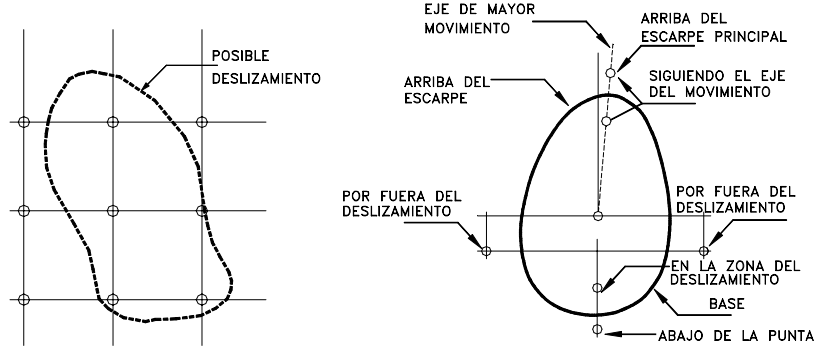 POSIBLE
DESLIZAMIENTO
EJE DE MAYOR
MOVIMIENTO
ARRIBA DEL
ESCARPE PRINCIPAL
ARRIBA DEL
ESCARPE
SIGUIENDO EL EJE
DEL MOVIMIENTO
POR FUERA DEL
DESLIZAMIENTO
POR FUERA DEL
DESLIZAMIENTO
EN LA ZONA DEL
DESLIZAMIENTO
BASE
ABAJO DE LA PUNTA